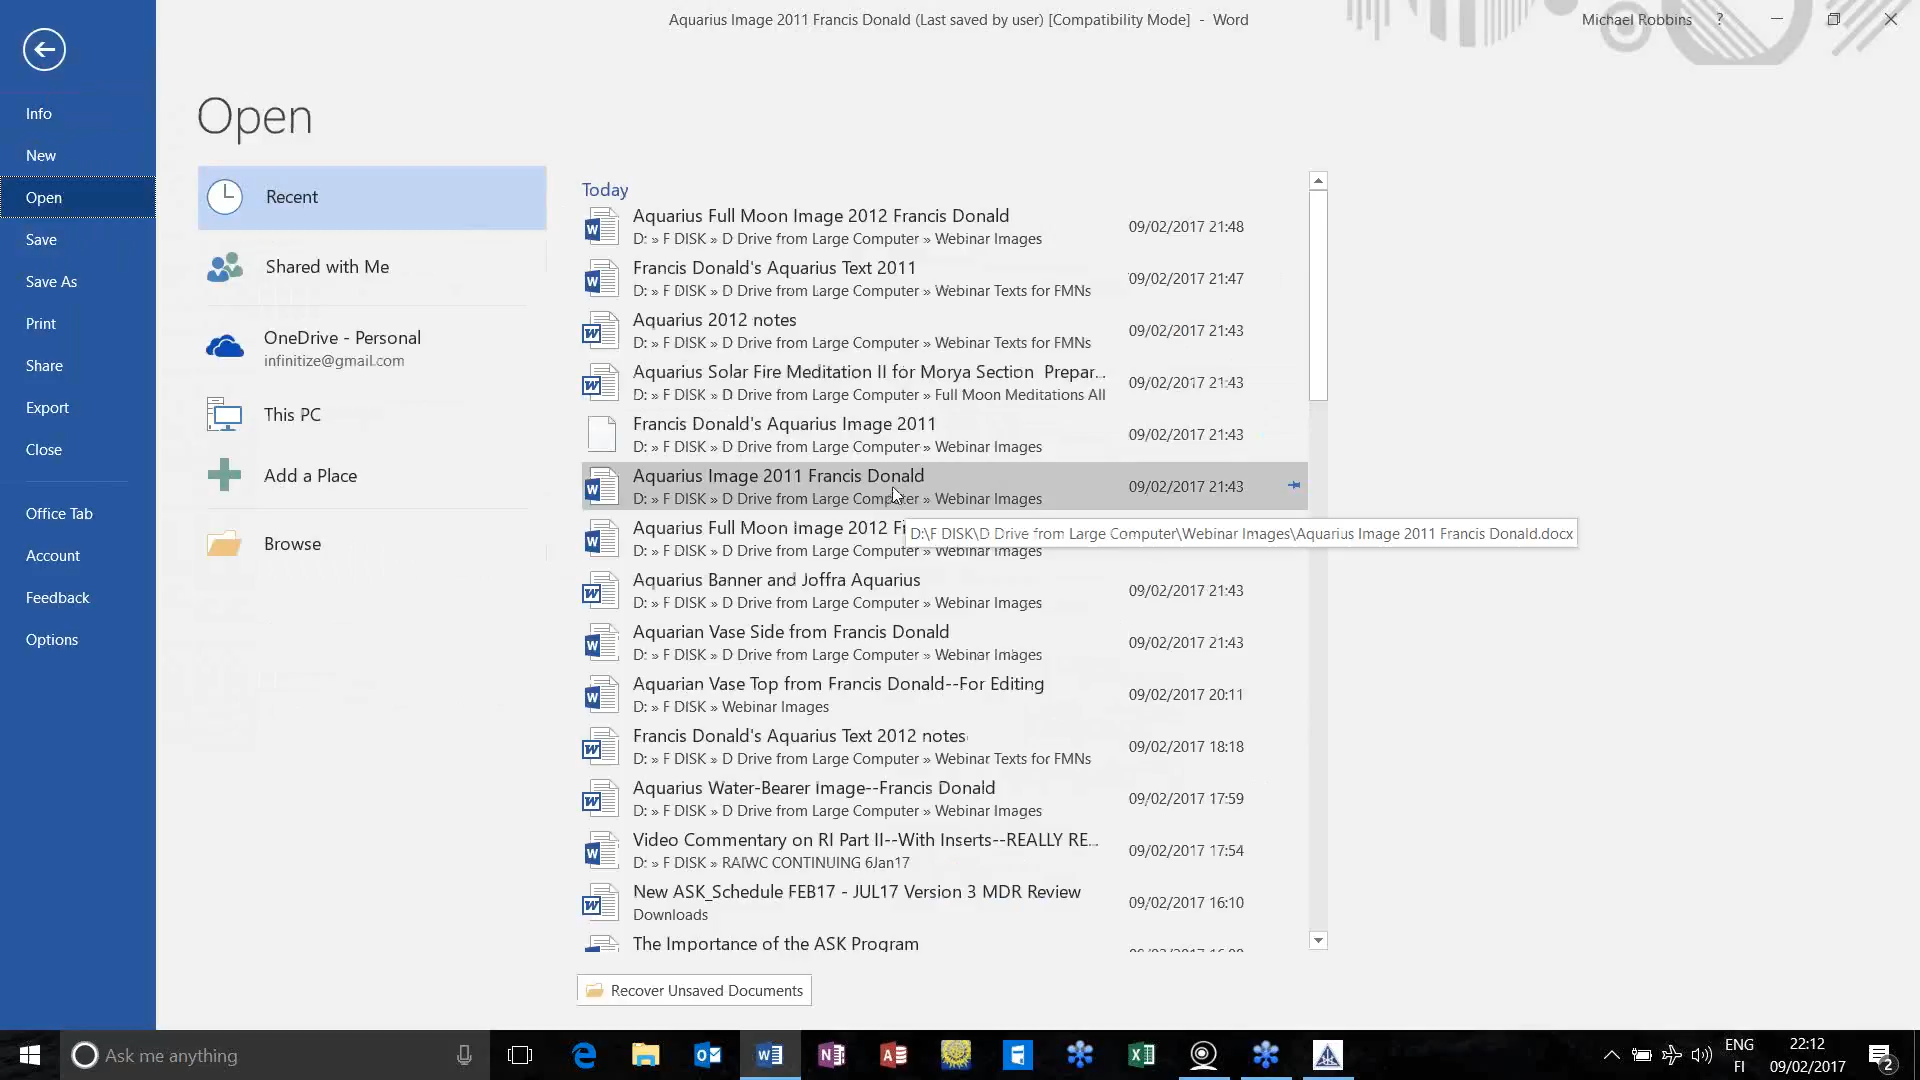 Aquarius Image 2011 Francis Donald (Last saved by user) [Compatibility Mode] - Word
Michael Robbins
?
Info
New
Open
Save
Save As
Print
Share
Export
Close
Office Tab
Account
Feedback
Options
Open
Recent
Shared with Me
OneDrive - Personal
infinitize@gmail.com
This PC
Add a Place
Browse
Today
Aquarius Full Moon Image 2012 Francis Donald
D: » F DISK » D Drive from Large Computer » Webinar Images
09/02/2017 21:48
Francis Donald's Aquarius Text 2011
D: » F DISK » D Drive from Large Computer » Webinar Texts for FMNs
09/02/2017 21:47
Aquarius 2012 notes
D: » F DISK » D Drive from Large Computer » Webinar Texts for FMNs
09/02/2017 21:43
Aquarius Solar Fire Meditation II for Morya Section Prepar...
D: » F DISK » D Drive from Large Computer » Full Moon Meditations All
09/02/2017 21:43
Francis Donald's Aquarius Image 2011
D: » F DISK » D Drive from Large Computer » Webinar Images
09/02/2017 21:43
Aquarius Image 2011 Francis Donald
D: » F DISK » D Drive from Large Computer » Webinar Images
09/02/2017 21:43
Aquarius Full Moon Image 2012
D:\F DISK\D Drive from Large Computer\Webinar Images\Aquarius Image 2011 Francis Donald.docx
D: » F DISK » D Drive from Large Computer » Webinar Images
Aquarius Banner and Joffra Aquarius
D: » F DISK » D Drive from Large Computer » Webinar Images
09/02/2017 21:43
Aquarian Vase Side from Francis Donald
D: » F DISK » D Drive from Large Computer » Webinar Images
09/02/2017 21:43
Aquarian Vase Top from Francis Donald--For Editing
D: » F DISK » Webinar Images
09/02/2017 20:11
Francis Donald's Aquarius Text 2012 notes
D: » F DISK » D Drive from Large Computer » Webinar Texts for FMNs
09/02/2017 18:18
Aquarius Water-Bearer Image--Francis Donald
D: » F DISK » D Drive from Large Computer » Webinar Images
09/02/2017 17:59
Video Commentary on RI Part II--With Inserts--REALLY RE...
D: » F DISK » RAIWC CONTINUING 6Jan17
09/02/2017 17:54
New ASK_Schedule FEB17 - JUL17 Version 3 MDR Review
Downloads
09/02/2017 16:10
The Importance of the ASK Program
Recover Unsaved Documents
Ask me anything
ENG
FI
22:12
09/02/2017
2